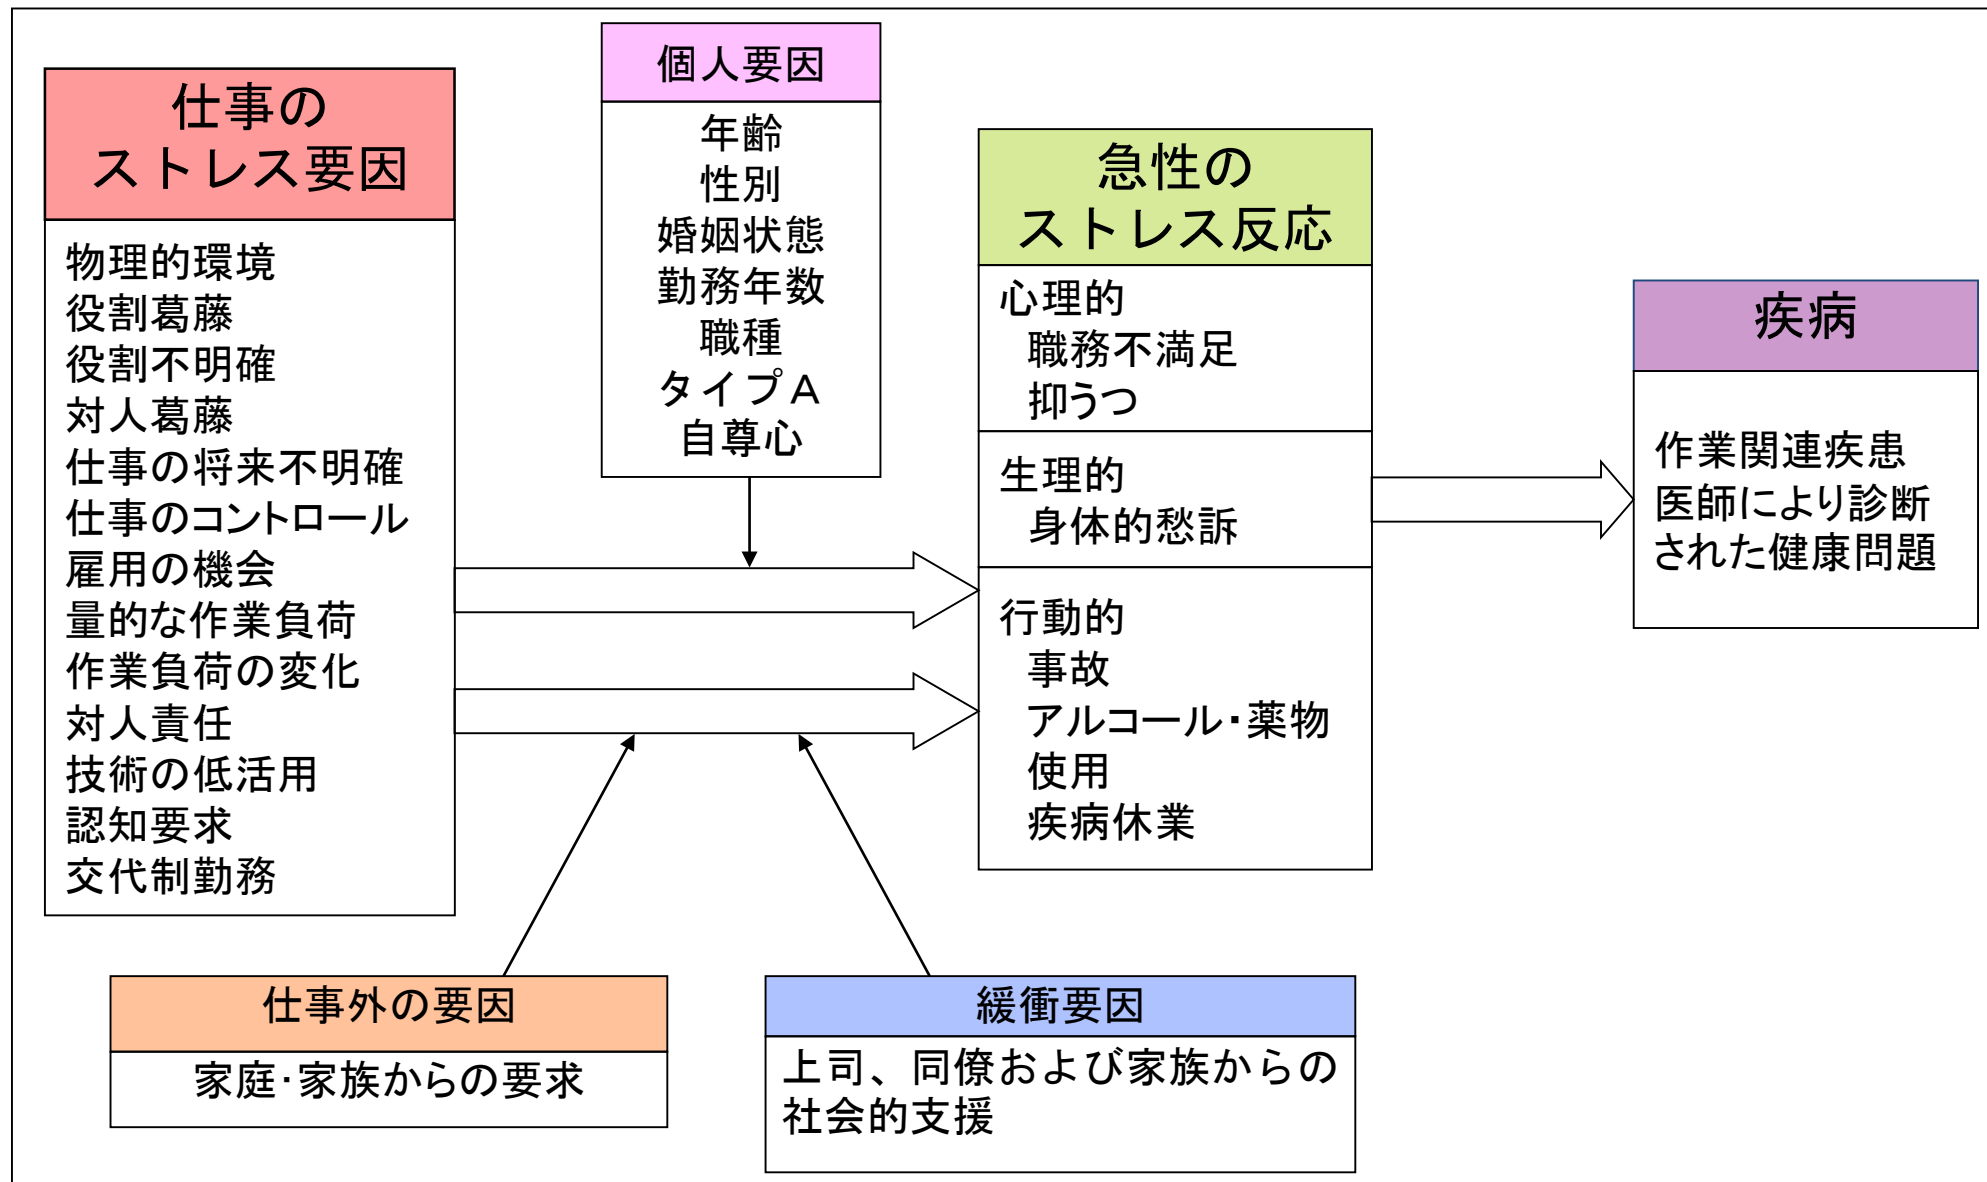 仕事の
ストレス要因
物理的環境
役割葛藤
役割不明確
対人葛藤
仕事の将来不明確
仕事のコントロール
雇用の機会
量的な作業負荷
作業負荷の変化
対人責任
技術の低活用
認知要求
交代制勤務
個人要因
年齢
性別
婚姻状態
勤務年数
職種
タイプＡ
自尊心
急性の
ストレス反応
心理的
職務不満足
抑うつ
生理的
身体的愁訴
行動的
事故
アルコール・薬物
使用
疾病休業
疾病
作業関連疾患
医師により診断
された健康問題
仕事外の要因
家庭・家族からの要求
緩衝要因
上司、同僚および家族からの
社会的支援